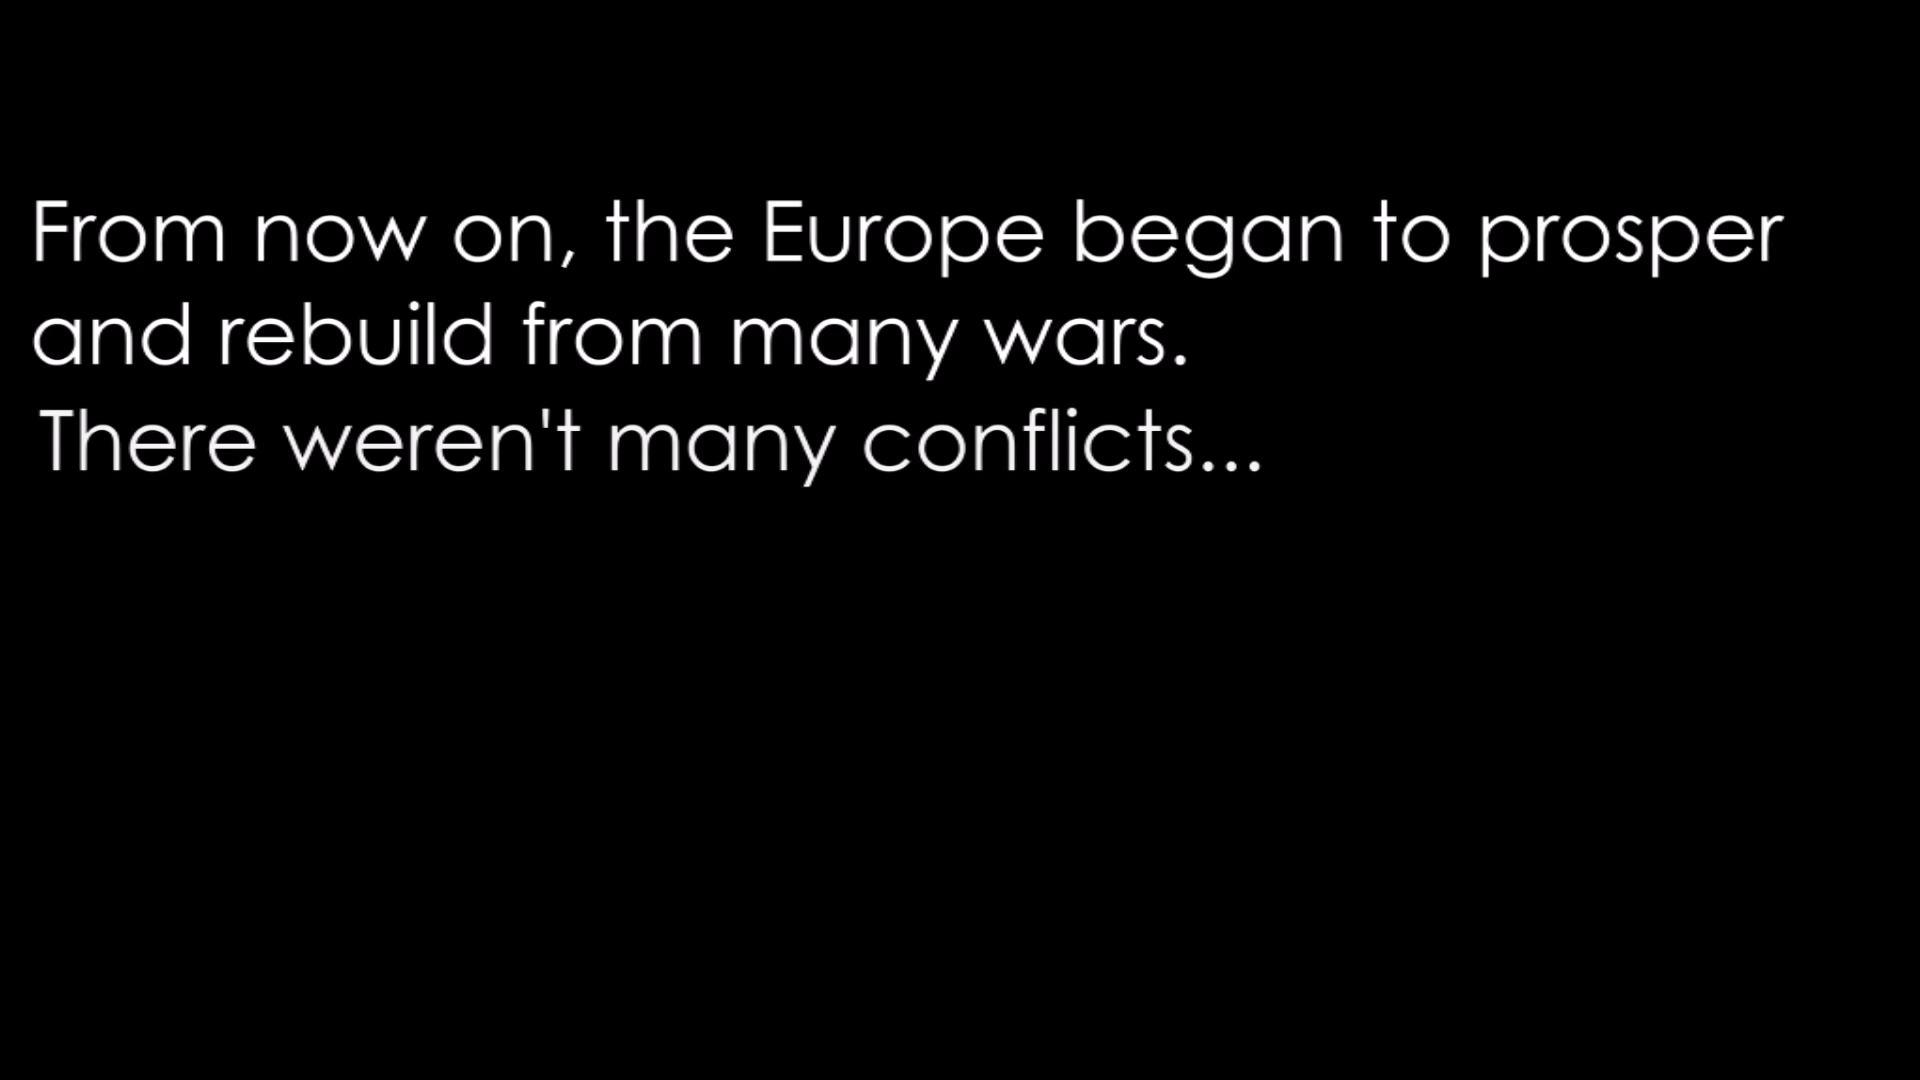 From now on, the Europe began to prosper
and rebuild from many wars.
There weren't many conflicts...